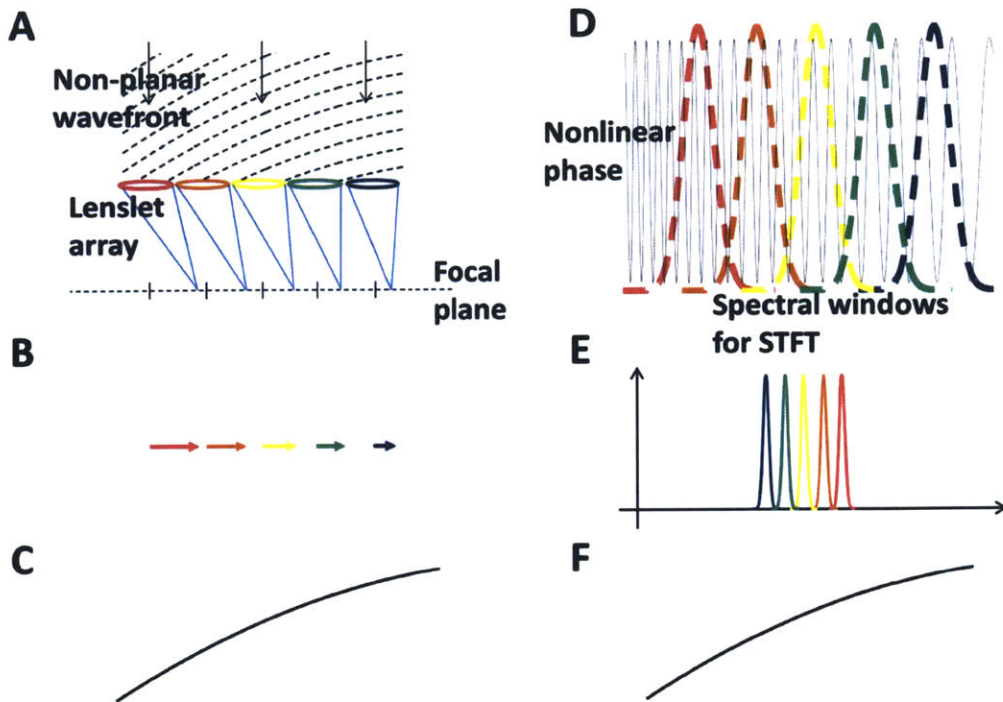 A
Non-planar
wavefront
Lenslet
array
Focal
plane
B
C
D
Nonlinear
phase
Spectral windows
for STFT
E
F